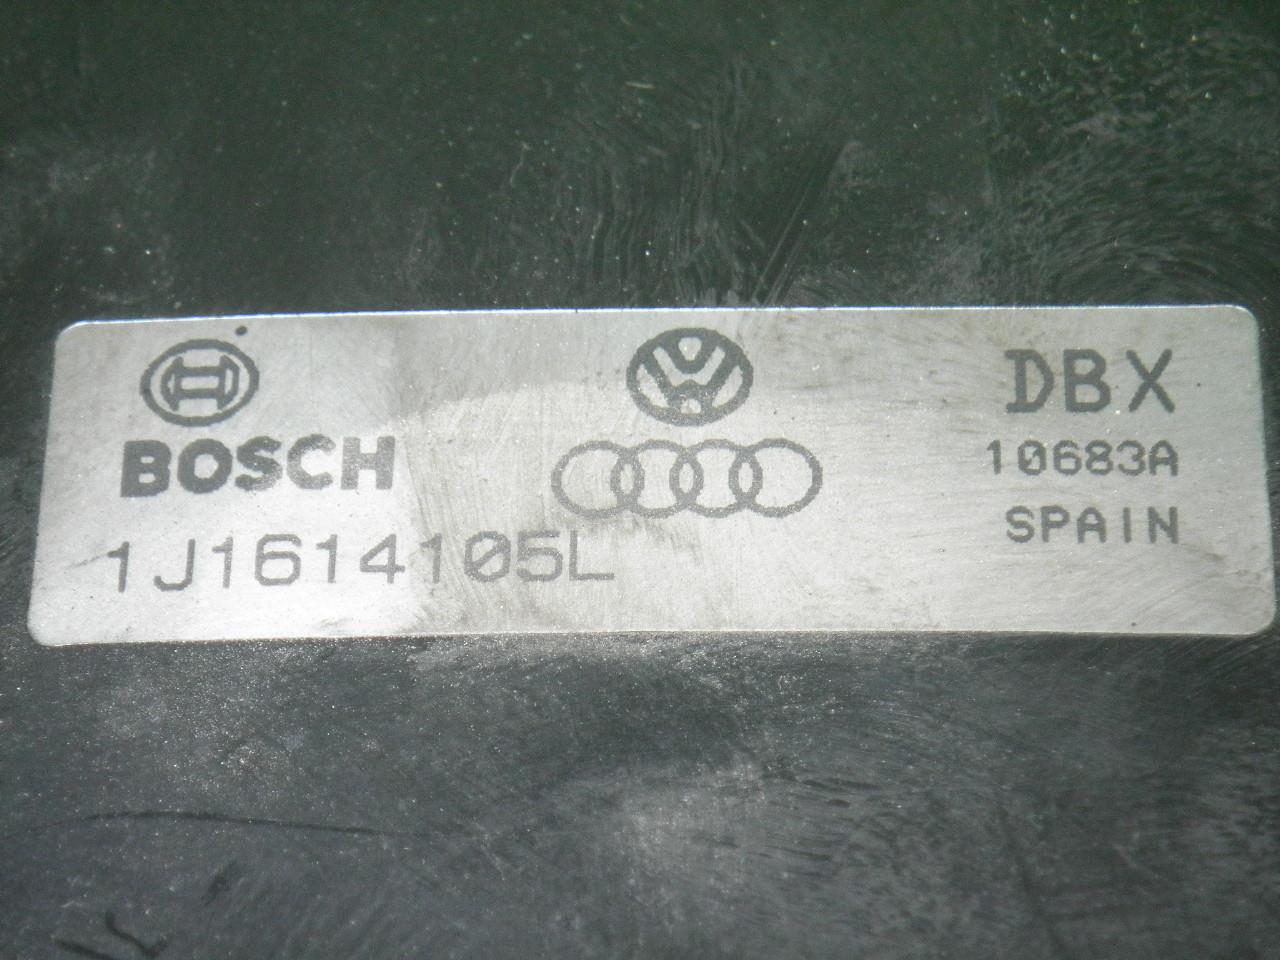 BOSCH
1J1614105L
DBX
10683A
SPAIN